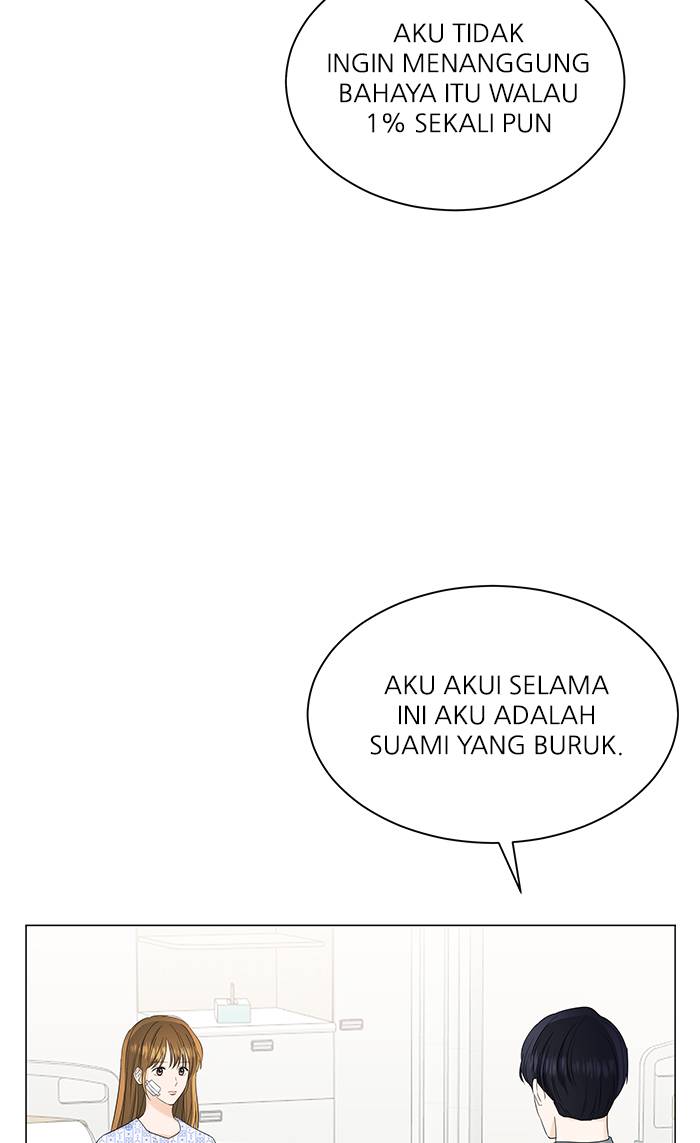 AKU TIDAK
INGIN MENANGGUNG
BAHAYA ITU WALAU
1% SEKALI PUN
AKU AKUI SELAMA
INI AKU ADALAH
SUAMI YANG BURUK.